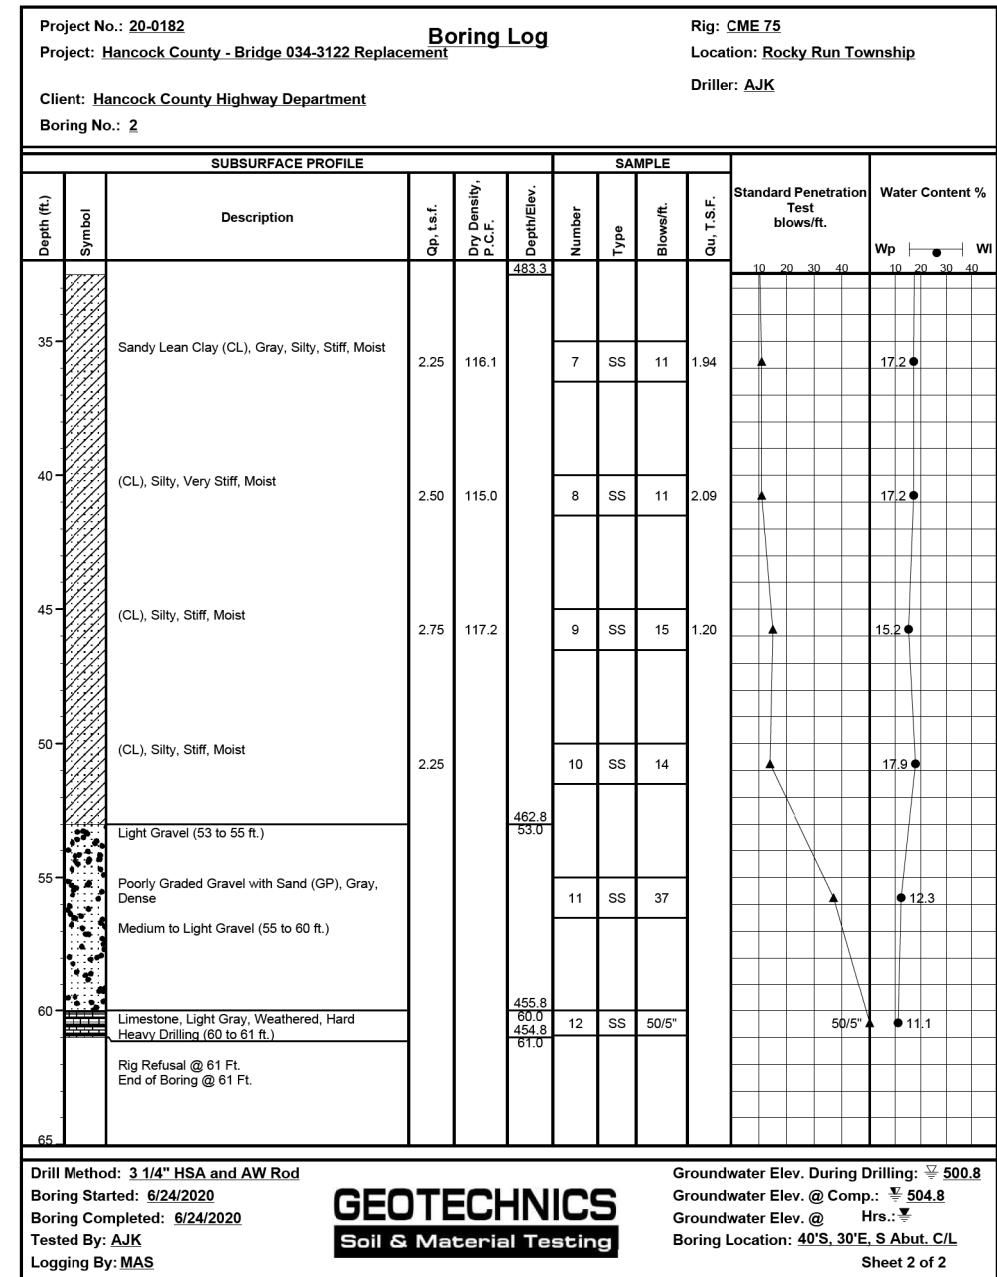 Project No.: 20-0182
Boring Log
Rig: CME 75
Project: Hancock County - Bridge 034-3122 Replacement
Location: Rocky Run Township
Driller: AJK
Client: Hancock County Highway Department
Boring No.: 2
SUBSURFACE PROFILE
SAMPLE
Depth (ft.)
Symbol
Description
Qp, t.s.f.
Dry Density, P.C.F.
Depth/Elev.
Number
Type
Blows/ft.
Qu, T.S.F.
Standard Penetration
Test
blows/ft.
Water Content %
Wp Wl
10 20 30 40
10 20 30 40
483.3
35
Sandy Lean Clay (CL), Gray, Silty, Stiff, Moist
2.25 116.1 7 SS 11 1.94 17.2
40
(CL), Silty, Very Stiff, Moist
2.50 115.0 8 SS 11 2.09 17.2
45
(CL), Silty, Stiff, Moist
2.75 117.2 9 SS 15 1.20 15.2
50
(CL), Silty, Stiff, Moist
2.25 10 SS 14 17.9
462.8
53.0
Light Gravel (53 to 55 ft.)
55
Poorly Graded Gravel with Sand (GP), Gray,
Dense
11 SS 37 12.3
Medium to Light Gravel (55 to 60 ft.)
455.8
60
60.0
Limestone, Light Gray, Weathered, Hard
12 SS 50/5" 50/5" 11.1
454.8
Heavy Drilling (60 to 61 ft.)
61.0
Rig Refusal @ 61 Ft.
End of Boring @ 61 Ft.
65
Drill Method: 3 1/4" HSA and AW Rod
Boring Started: 6/24/2020
Boring Completed: 6/24/2020
Tested By: AJK
Logging By: MAS
GEOTECHNICS
Soil & Material Testing
Groundwater Elev. During Drilling: 500.8
Groundwater Elev. @ Comp.: 504.8
Groundwater Elev. @ Hrs.:
Boring Location: 40'S, 30'E, S Abut. C/L
Sheet 2 of 2